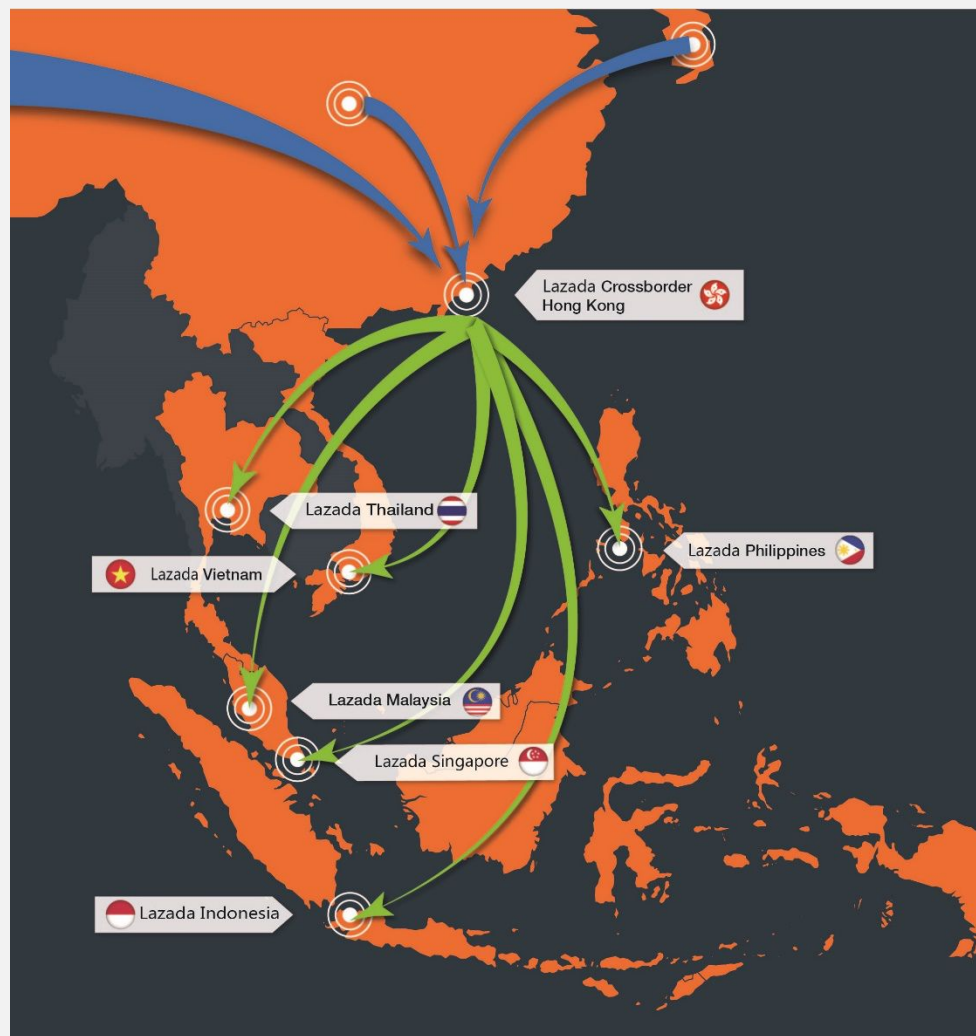 Lazada Crossborder
Hong Kong
Lazada Thailand
Lazada Vietnam
Lazada Philippines
Lazada Malaysia
Lazada Singapore
Lazada Indonesia